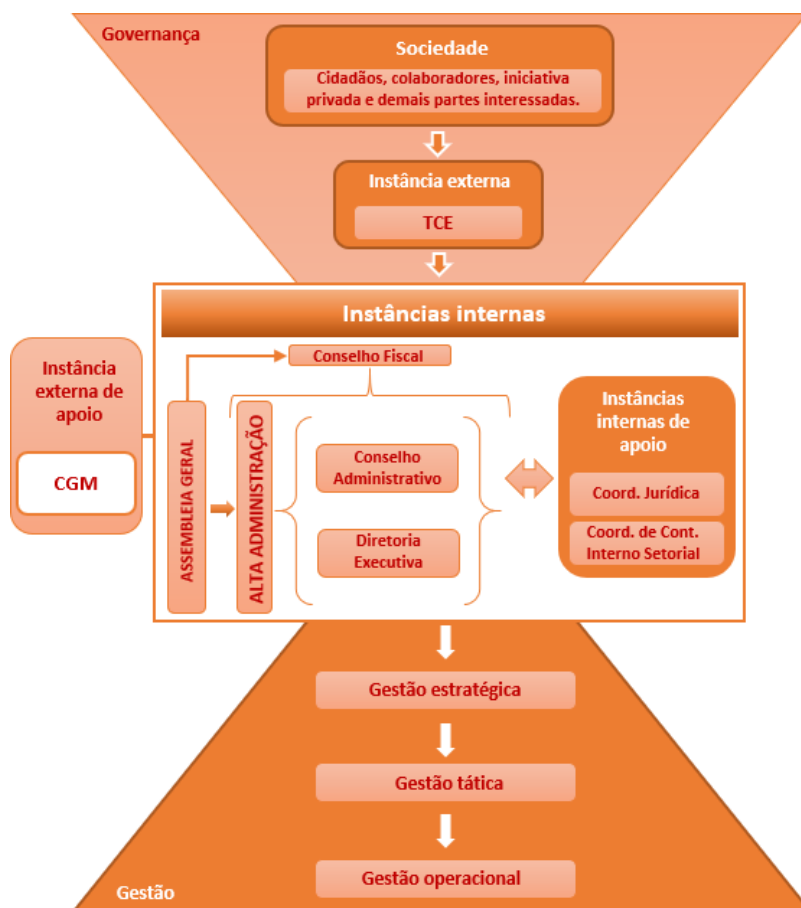 Governança
Sociedade
Cidadãos, colaboradores, iniciativa
privada e demais partes interessadas.
Instância externa
TCE
Instâncias internas
Instância
externa de
apoio
CGM
Conselho Fiscal
ASSEMBLEIA GERAL
ALTA ADMINISTRAÇÃO
Conselho
Administrativo
Diretoria
Executiva
Instâncias
internas de
apoio
Coord. Jurídica
Coord. de Cont.
Interno Setorial
Gestão estratégica
Gestão tática
Gestão operacional
Gestão